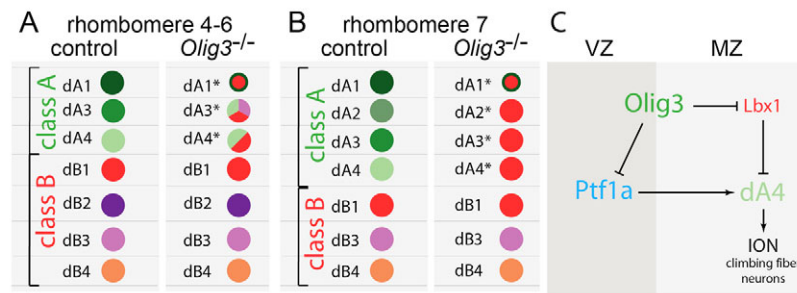 A rhombomere 4-6
control Olig3-/-
class A
dA1 dA1*
dA3 dA3*
dA4 dA4*
class B
dB1 dB1
dB2 dB2
dB3 dB3
dB4 dB4
B rhombomere 7
control Olig3-/-
class A
dA1 dA1*
dA2 dA2*
dA3 dA3*
dA4 dA4*
class B
dB1 dB1
dB3 dB3
dB4 dB4
C
VZ MZ
Olig3 Lbx1
Ptf1a dA4
ION
climbing fiber
neurons